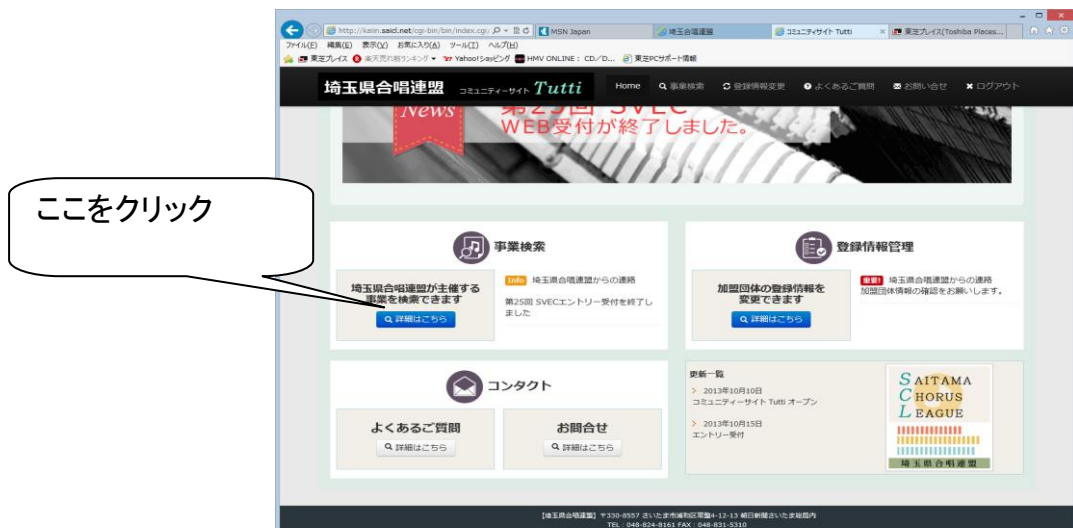 http://kaiin.saicl.net/cgi-bin/bin/index.cgi/
MSN Japan
埼玉合唱連盟
コミュニティサイト Tutti
東芝プレイス(Toshiba Places...
ファイル(F) 編集(E) 表示(V) お気に入り(A) ツール(T) ヘルプ(H)
東芝プレイス 楽天売れ筋ランキング Yahoo!ショッピング HMV ONLINE： CD／D... 東芝PCサポート情報
埼玉県合唱連盟 コミュニティーサイト Tutti Home 事業検索 登録情報変更 よくあるご質問 お問い合せ ログアウト
News
第25回 SVEC
WEB受付が終了しました。
ここをクリック
事業検索
埼玉県合唱連盟が主催する
事業を検索できます
詳細はこちら
Info 埼玉県合唱連盟からの連絡
第25回 SVECエントリー受付を終了し
ました
登録情報管理
加盟団体の登録情報を
変更できます
詳細はこちら
重要! 埼玉県合唱連盟からの連絡
加盟団体情報の確認をお願いします。
コンタクト
よくあるご質問
詳細はこちら
お問合せ
詳細はこちら
更新一覧
> 2013年10月10日
コミュニティーサイト Tutti オープン
> 2013年10月15日
エントリー受付
SAITAMA
CHORUS
LEAGUE
埼玉県合唱連盟
【埼玉県合唱連盟】 〒330-8557 さいたま市浦和区常盤4-12-13 朝日新聞さいたま総局内
TEL : 048-824-8161 FAX : 048-831-5310